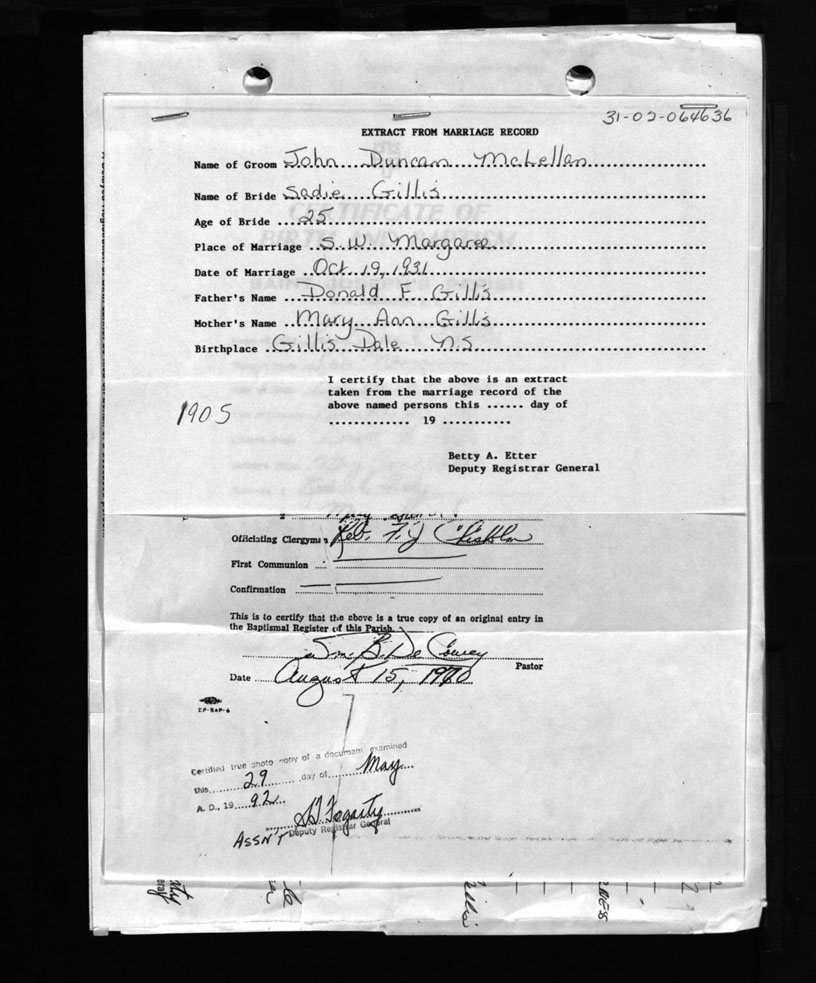 31-02-064636
EXTRACT FROM MARRIAGE RECORD
Name of Groom John Duncan McLellan
Name of Bride Sadie Gillis
Age of Bride 25
Place of Marriage S. W. Margaree
Date of Marriage Oct 19, 1931
Father's Name Donald F Gillis
Mother's Name Mary Ann Gillis
Birthplace Gillis Dale N.S.
I certify that the above is an extract
taken from the marriage record of the
above named persons this ...... day of
............. 19 ...........
1905
Betty A. Etter
Deputy Registrar General
Officiating Clergyman Rev. F. J. Chisholm
First Communion
Confirmation
This is to certify that the above is a true copy of an original entry in
the Baptismal Register of this Parish.
Pastor
Date August 15, 1970
CP-BAP-6
Certified true photo copy of a document examined
this 29 day of May
A. D., 19 92
Fogarty
ASSN'T Deputy Registrar General